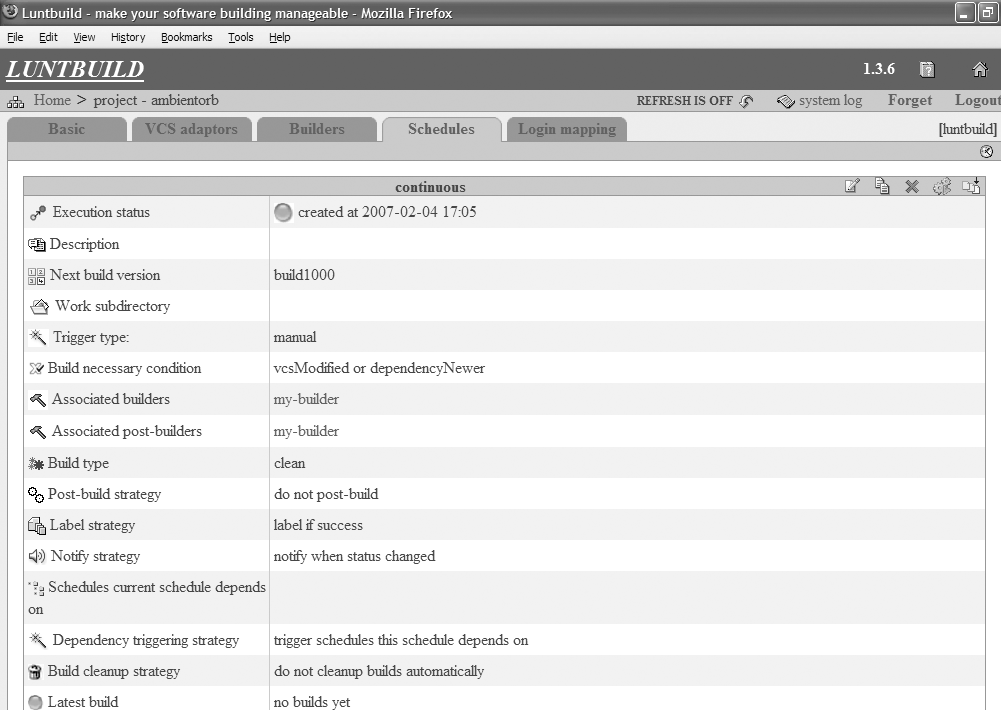 Luntbuild - make your software building manageable - Mozilla Firefox
File Edit View History Bookmarks Tools Help
LUNTBUILD 1.3.6
Home > project - ambientorb REFRESH IS OFF system log Forget Logout
Basic VCS adaptors Builders Schedules Login mapping [luntbuild]
continuous
Execution status created at 2007-02-04 17:05
Description
Next build version build1000
Work subdirectory
Trigger type: manual
Build necessary condition vcsModified or dependencyNewer
Associated builders my-builder
Associated post-builders my-builder
Build type clean
Post-build strategy do not post-build
Label strategy label if success
Notify strategy notify when status changed
Schedules current schedule depends
on
Dependency triggering strategy trigger schedules this schedule depends on
Build cleanup strategy do not cleanup builds automatically
Latest build no builds yet